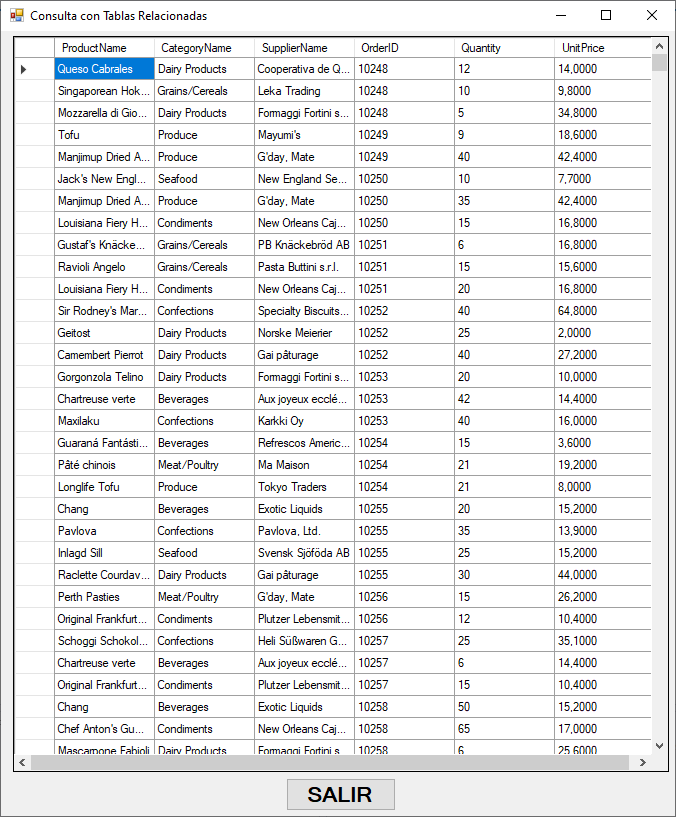 Consulta con Tablas Relacionadas
ProductName CategoryName SupplierName OrderID Quantity UnitPrice
Queso Cabrales Dairy Products Cooperativa de Q... 10248 12 14,0000
Singaporean Hok... Grains/Cereals Leka Trading 10248 10 9,8000
Mozzarella di Gio... Dairy Products Formaggi Fortini s... 10248 5 34,8000
Tofu Produce Mayumi's 10249 9 18,6000
Manjimup Dried A... Produce G'day, Mate 10249 40 42,4000
Jack's New Engl... Seafood New England Se... 10250 10 7,7000
Manjimup Dried A... Produce G'day, Mate 10250 35 42,4000
Louisiana Fiery H... Condiments New Orleans Caj... 10250 15 16,8000
Gustaf's Knäcke... Grains/Cereals PB Knäckebröd AB 10251 6 16,8000
Ravioli Angelo Grains/Cereals Pasta Buttini s.r.l. 10251 15 15,6000
Louisiana Fiery H... Condiments New Orleans Caj... 10251 20 16,8000
Sir Rodney's Mar... Confections Specialty Biscuits... 10252 40 64,8000
Geitost Dairy Products Norske Meierier 10252 25 2,0000
Camembert Pierrot Dairy Products Gai pâturage 10252 40 27,2000
Gorgonzola Telino Dairy Products Formaggi Fortini s... 10253 20 10,0000
Chartreuse verte Beverages Aux joyeux ecclé... 10253 42 14,4000
Maxilaku Confections Karkki Oy 10253 40 16,0000
Guaraná Fantásti... Beverages Refrescos Americ... 10254 15 3,6000
Pâté chinois Meat/Poultry Ma Maison 10254 21 19,2000
Longlife Tofu Produce Tokyo Traders 10254 21 8,0000
Chang Beverages Exotic Liquids 10255 20 15,2000
Pavlova Confections Pavlova, Ltd. 10255 35 13,9000
Inlagd Sill Seafood Svensk Sjöföda AB 10255 25 15,2000
Raclette Courdav... Dairy Products Gai pâturage 10255 30 44,0000
Perth Pasties Meat/Poultry G'day, Mate 10256 15 26,2000
Original Frankfurt... Condiments Plutzer Lebensmit... 10256 12 10,4000
Schoggi Schokol... Confections Heli Süßwaren G... 10257 25 35,1000
Chartreuse verte Beverages Aux joyeux ecclé... 10257 6 14,4000
Original Frankfurt... Condiments Plutzer Lebensmit... 10257 15 10,4000
Chang Beverages Exotic Liquids 10258 50 15,2000
Chef Anton's Gu... Condiments New Orleans Caj... 10258 65 17,0000
Mascarpone Fabioli Dairy Products Formaggi Fortini s... 10258 6 25,6000
SALIR